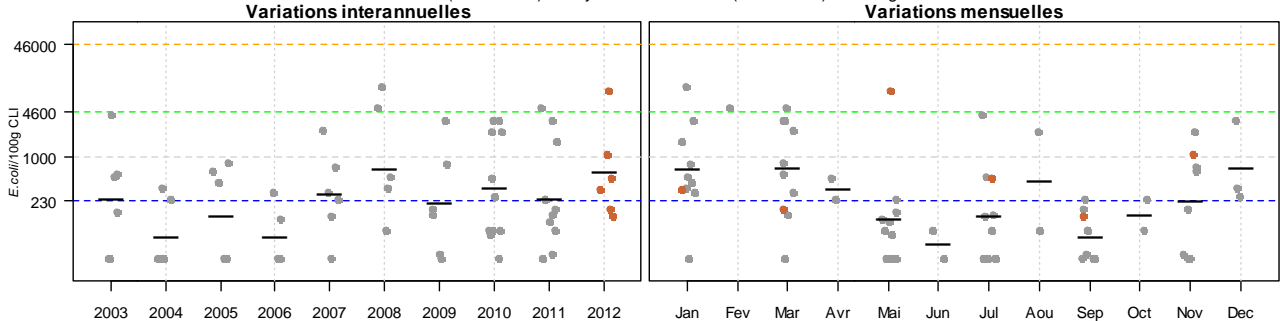 Variations interannuelles
Variations mensuelles
E.coli/100g CLI
46000
4600
1000
230
2003 2004 2005 2006 2007 2008 2009 2010 2011 2012
Jan Fev Mar Avr Mai Jun Jul Aou Sep Oct Nov Dec